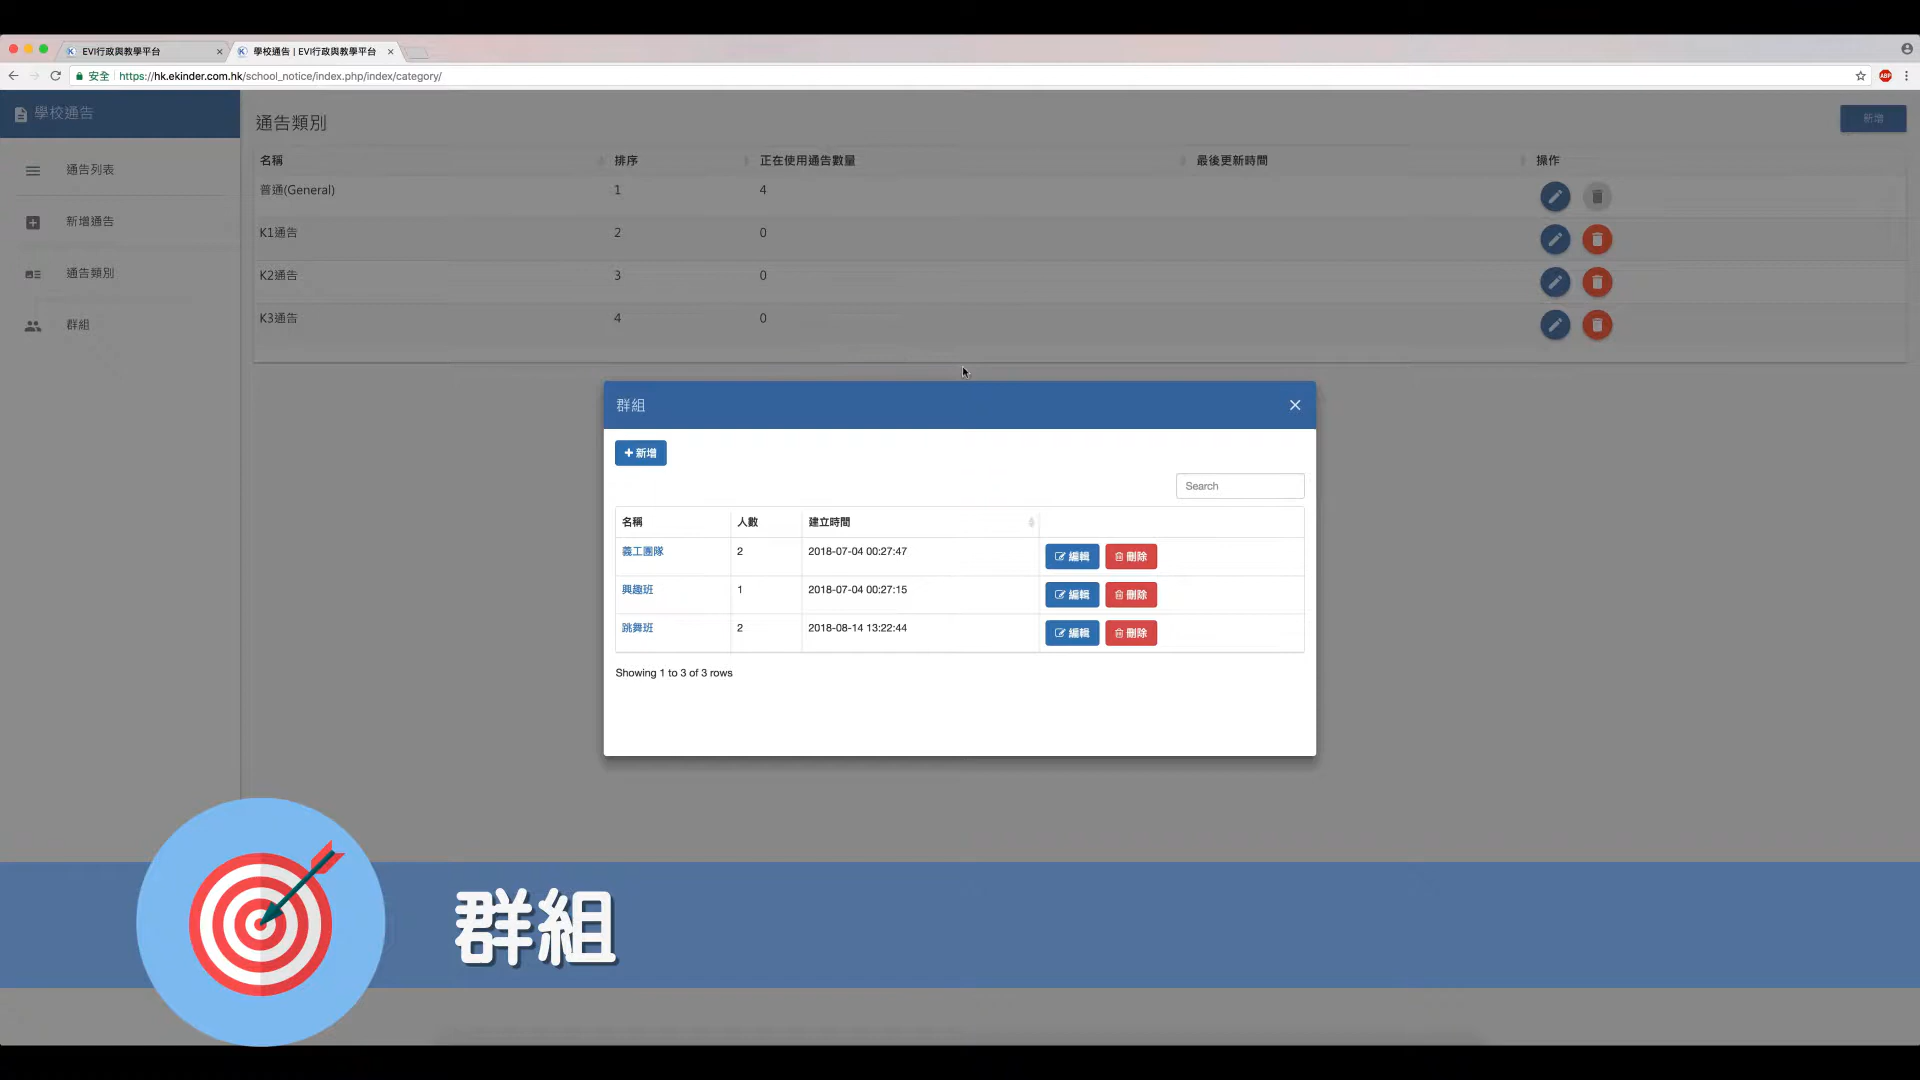 EVI行政與教學平台
學校通告 | EVI行政與教學平台
安全 https://hk.ekinder.com.hk/school_notice/index.php/index/category/
ABP
學校通告
通告列表
新增通告
通告類別
群組
通告類別
新增
名稱 排序 正在使用通告數量 最後更新時間 操作
普通(General) 1 4
K1通告 2 0
K2通告 3 0
K3通告 4 0
群組
新增
Search
名稱 人數 建立時間
義工團隊 2 2018-07-04 00:27:47 編輯 刪除
興趣班 1 2018-07-04 00:27:15 編輯 刪除
跳舞班 2 2018-08-14 13:22:44 編輯 刪除
Showing 1 to 3 of 3 rows
群組